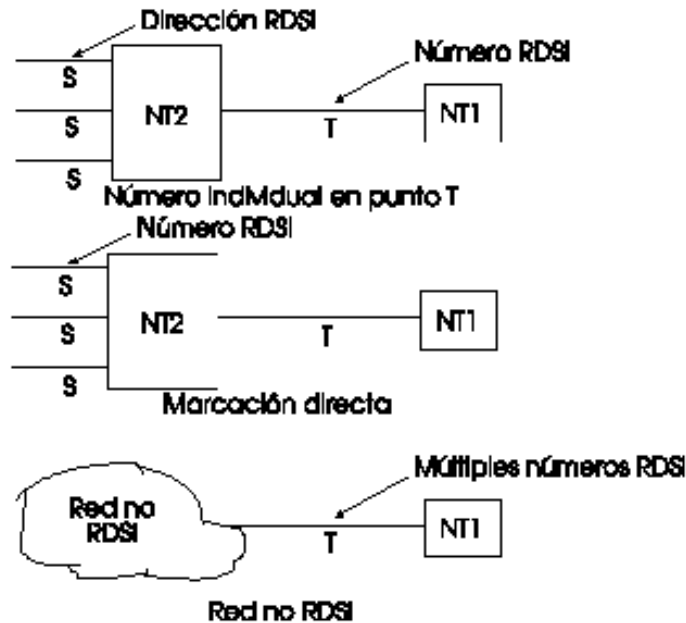 Dirección RDSI
Número RDSI
S
S
S
NT2
T
NT1
Número individual en punto T
Número RDSI
S
S
S
NT2
T
NT1
Marcación directa
Múltiples números RDSI
Red no
RDSI
T
NT1
Red no RDSI